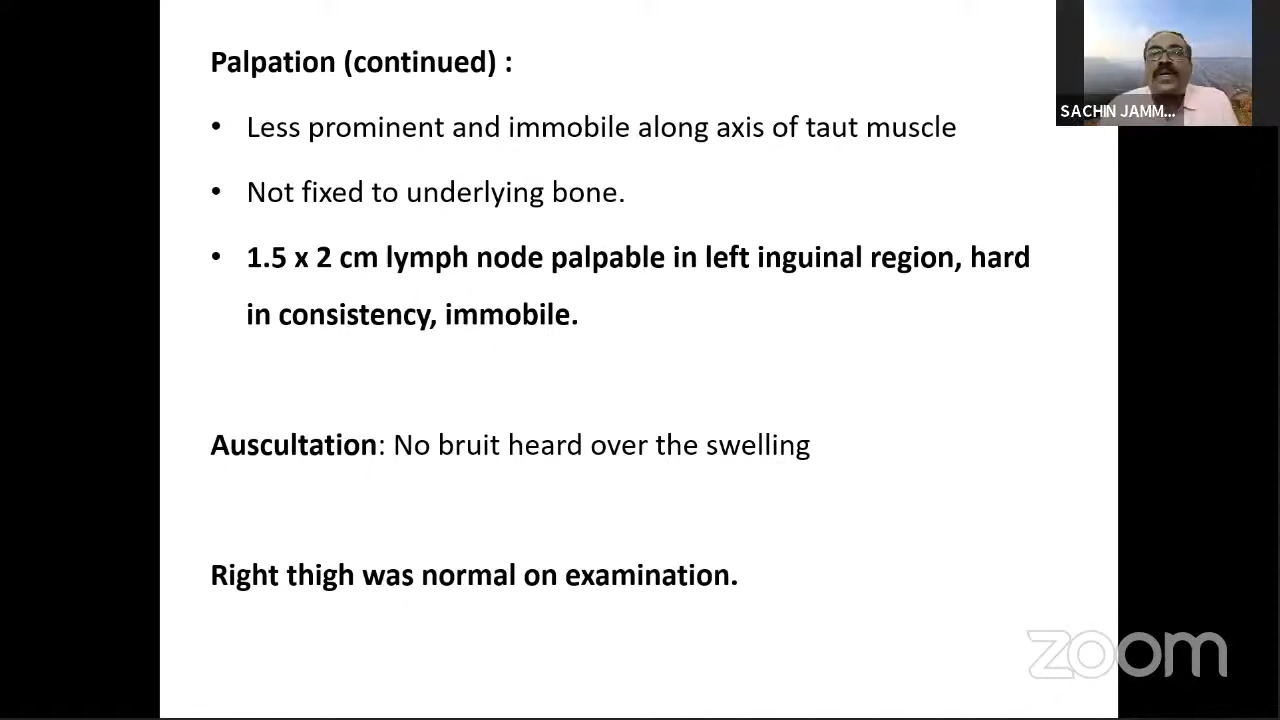 Palpation (continued) :
• Less prominent and immobile along axis of taut muscle
• Not fixed to underlying bone.
• 1.5 x 2 cm lymph node palpable in left inguinal region, hard
in consistency, immobile.
Auscultation: No bruit heard over the swelling
Right thigh was normal on examination.
SACHIN JAMM...
zoom